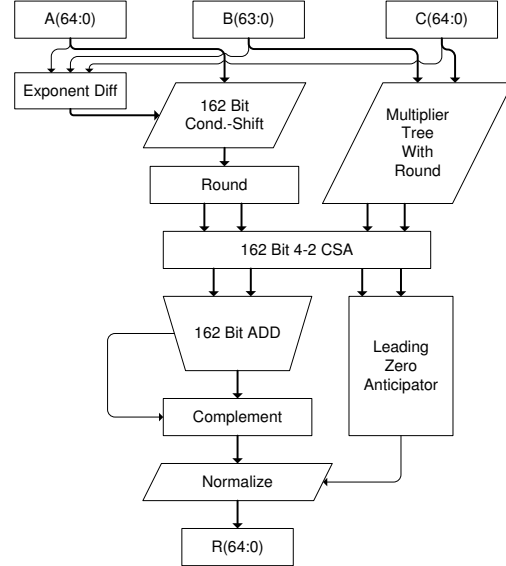 A(64:0)
B(63:0)
C(64:0)
Exponent Diff
162 Bit
Cond.-Shift
Multiplier
Tree
With
Round
Round
162 Bit 4-2 CSA
162 Bit ADD
Leading
Zero
Anticipator
Complement
Normalize
R(64:0)